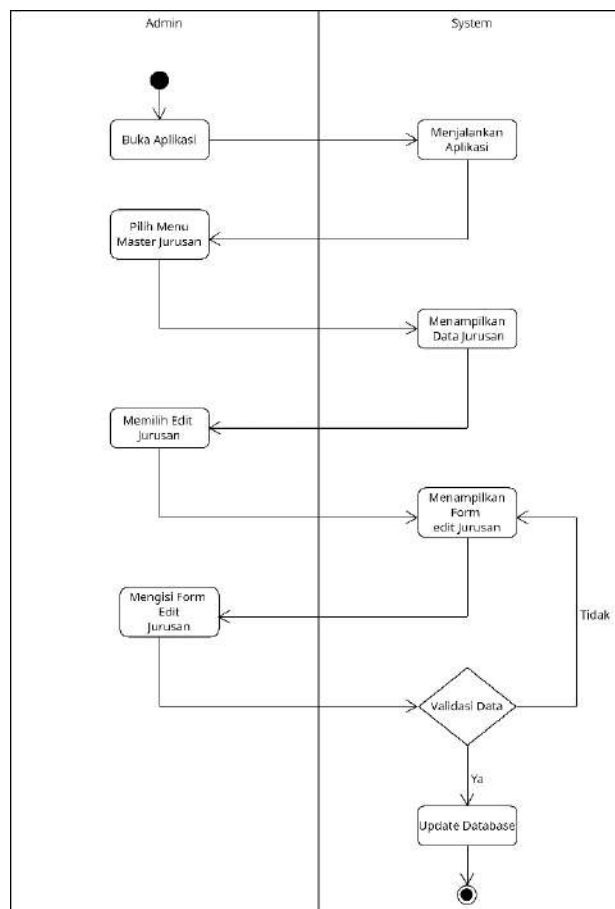 Admin
System
Buka Aplikasi
Menjalankan
Aplikasi
Pilih Menu
Master Jurusan
Menampilkan
Data Jurusan
Memilih Edit
Jurusan
Menampilkan
Form
edit Jurusan
Mengisi Form
Edit
Jurusan
Tidak
Validasi Data
Ya
Update Database